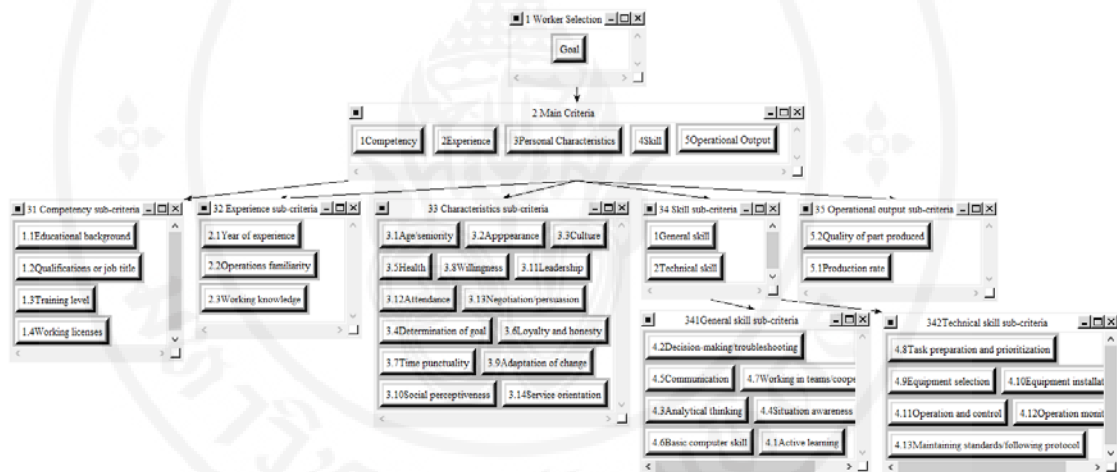 1 Worker Selection
Goal
2 Main Criteria
1Competency 2Experience 3Personal Characteristics 4Skill 5Operational Output
31 Competency sub-criteria
1.1Educational background
1.2Qualifications or job title
1.3Training level
1.4Working licenses
32 Experience sub-criteria
2.1Year of experience
2.2Operations familiarity
2.3Working knowledge
33 Characteristics sub-criteria
3.1Age/seniority 3.2Apppearance 3.3Culture
3.5Health 3.8Willingness 3.11Leadership
3.12Attendance 3.13Negotiation/persuasion
3.4Determination of goal 3.6Loyalty and honesty
3.7Time punctuality 3.9Adaptation of change
3.10Social perceptiveness 3.14Service orientation
34 Skill sub-criteria
1General skill
2Technical skill
35 Operational output sub-criteria
5.2Quality of part produced
5.1Production rate
341General skill sub-criteria
4.2Decision-making/troubleshooting
4.5Communication 4.7Working in teams/coope
4.3Analytical thinking 4.4Situation awareness
4.6Basic computer skill 4.1Active learning
342Technical skill sub-criteria
4.8Task preparation and prioritization
4.9Equipment selection 4.10Equipment installat
4.11Operation and control 4.12Operation monit
4.13Maintaining standards/following protocol